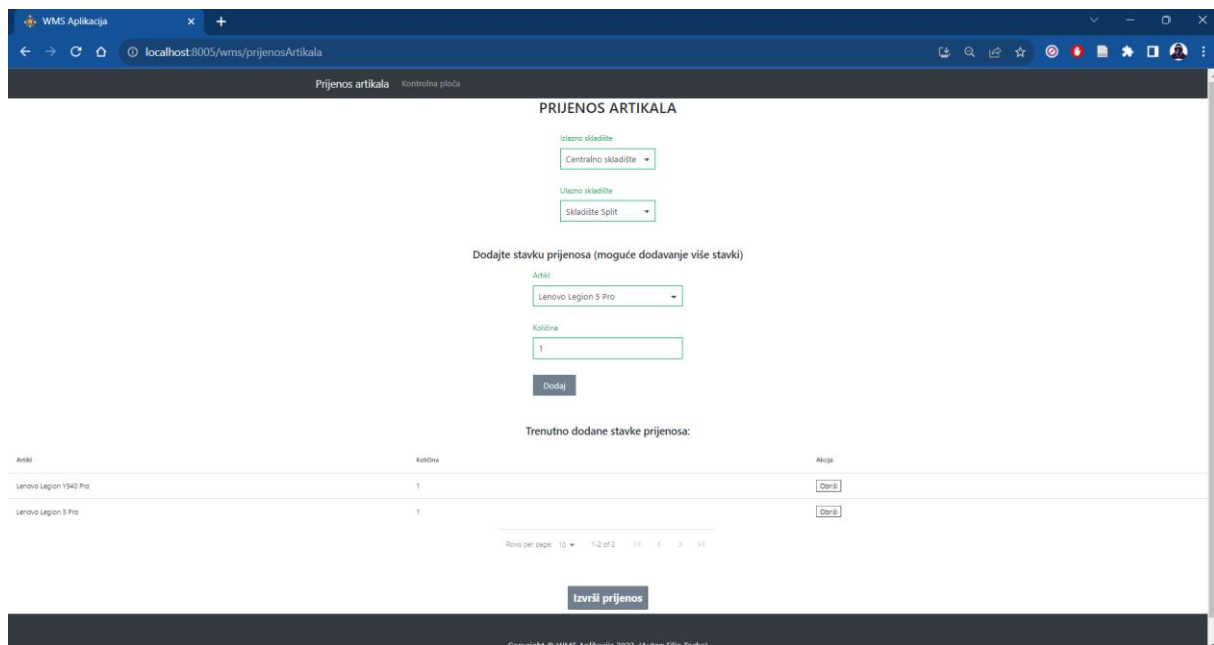 WMS Aplikacija
localhost:8005/wms/prijenosArtikala
Prijenos artikala Kontrolna ploča
PRIJENOS ARTIKALA
Izlazno skladište
Centralno skladište
Ulazno skladište
Skladište Split
Dodajte stavku prijenosa (moguće dodavanje više stavki)
Artikl
Lenovo Legion 5 Pro
Količina
1
Dodaj
Trenutno dodane stavke prijenosa:
Artikl Količina Akcija
Lenovo Legion Y540 Pro 1 Obriši
Lenovo Legion 5 Pro 1 Obriši
Rows per page: 10 1-2 of 2
Izvrši prijenos
Copyright © WMS Aplikacija